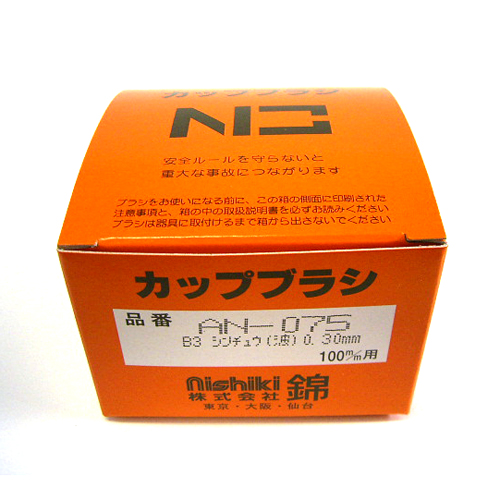 カップブラシ
NCD
安全ルールを守らないと
重大な事故につながります
ブラシをお使いになる前に、この箱の側面に印刷された
注意事項と、箱の中の取扱説明書を必ずお読みください
ブラシは器具に取付けるまで箱から出さないでください
カップブラシ
品番 AN-075
B3 シンチュウ(波) 0.30mm
100m/m用
nishiki
株式会社 錦
東京・大阪・仙台